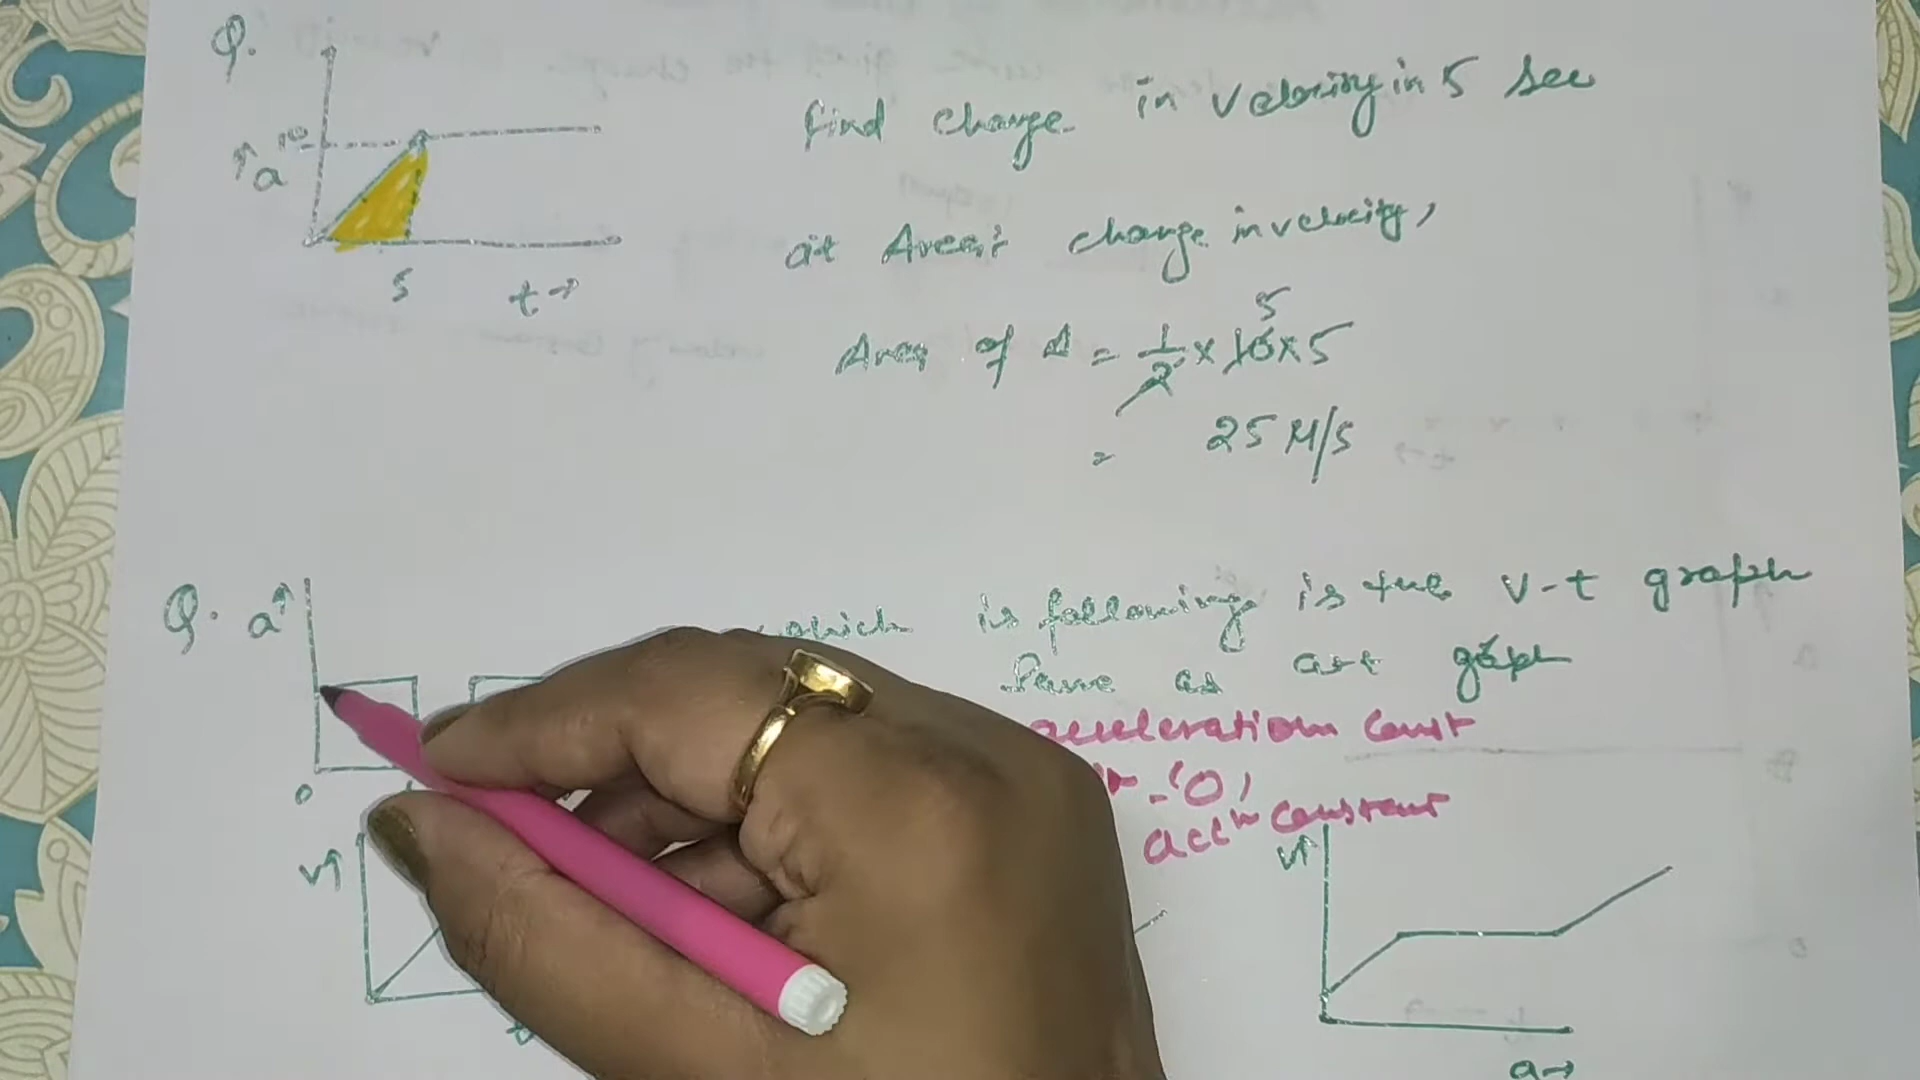 Q.
10
↑a
5
t→
find change in velocity in 5 sec
at Area: change in velocity,
5
Area of Δ = 1/2 × 10 × 5
= 25 M/S
Q. a↑
which is following is the v-t graph
Same as a-t graph
acceleration const
'0'
accⁿ constant
0
v↑
v↑
a→